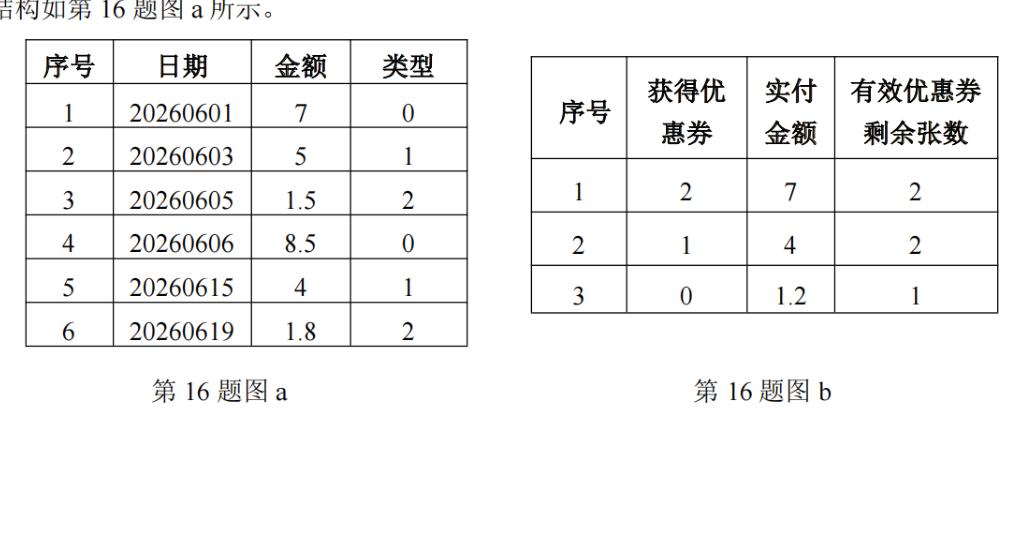 结构如第 16 题图 a 所示。
序号 日期 金额 类型
1 20260601 7 0
2 20260603 5 1
3 20260605 1.5 2
4 20260606 8.5 0
5 20260615 4 1
6 20260619 1.8 2
第 16 题图 a
序号 获得优惠券 实付金额 有效优惠券剩余张数
1 2 7 2
2 1 4 2
3 0 1.2 1
第 16 题图 b